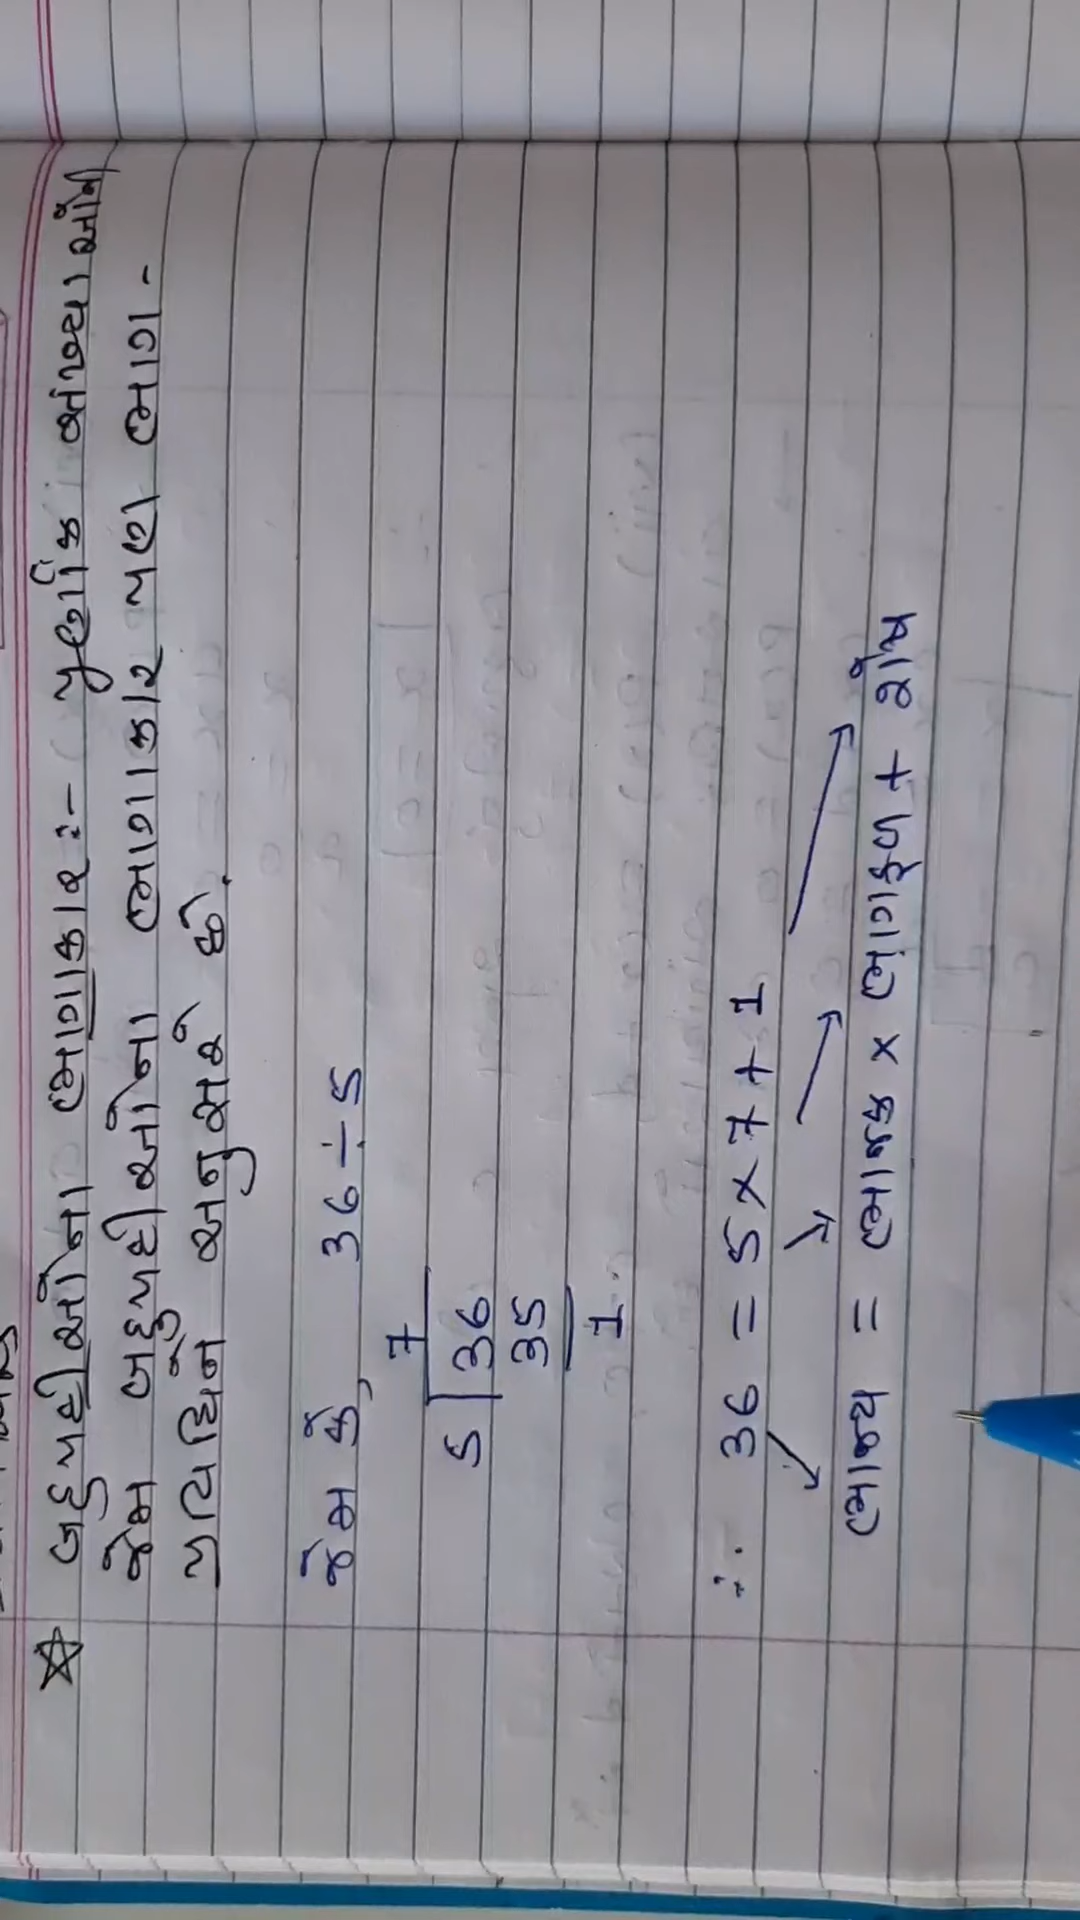 ☆ બહુપદીઓના ભાગાકાર :- પૂર્ણાંક સંખ્યાઓની
જેમ બહુપદીઓના ભાગાકાર પણ ભાગ -
પ્રવિધિને અનુસરે છે.
જેમ કે, 36 ÷ 5
7
5 | 36
35
1
∴ 36 = 5 × 7 + 1
ભાજ્ય = ભાજક × ભાગફળ + શેષ